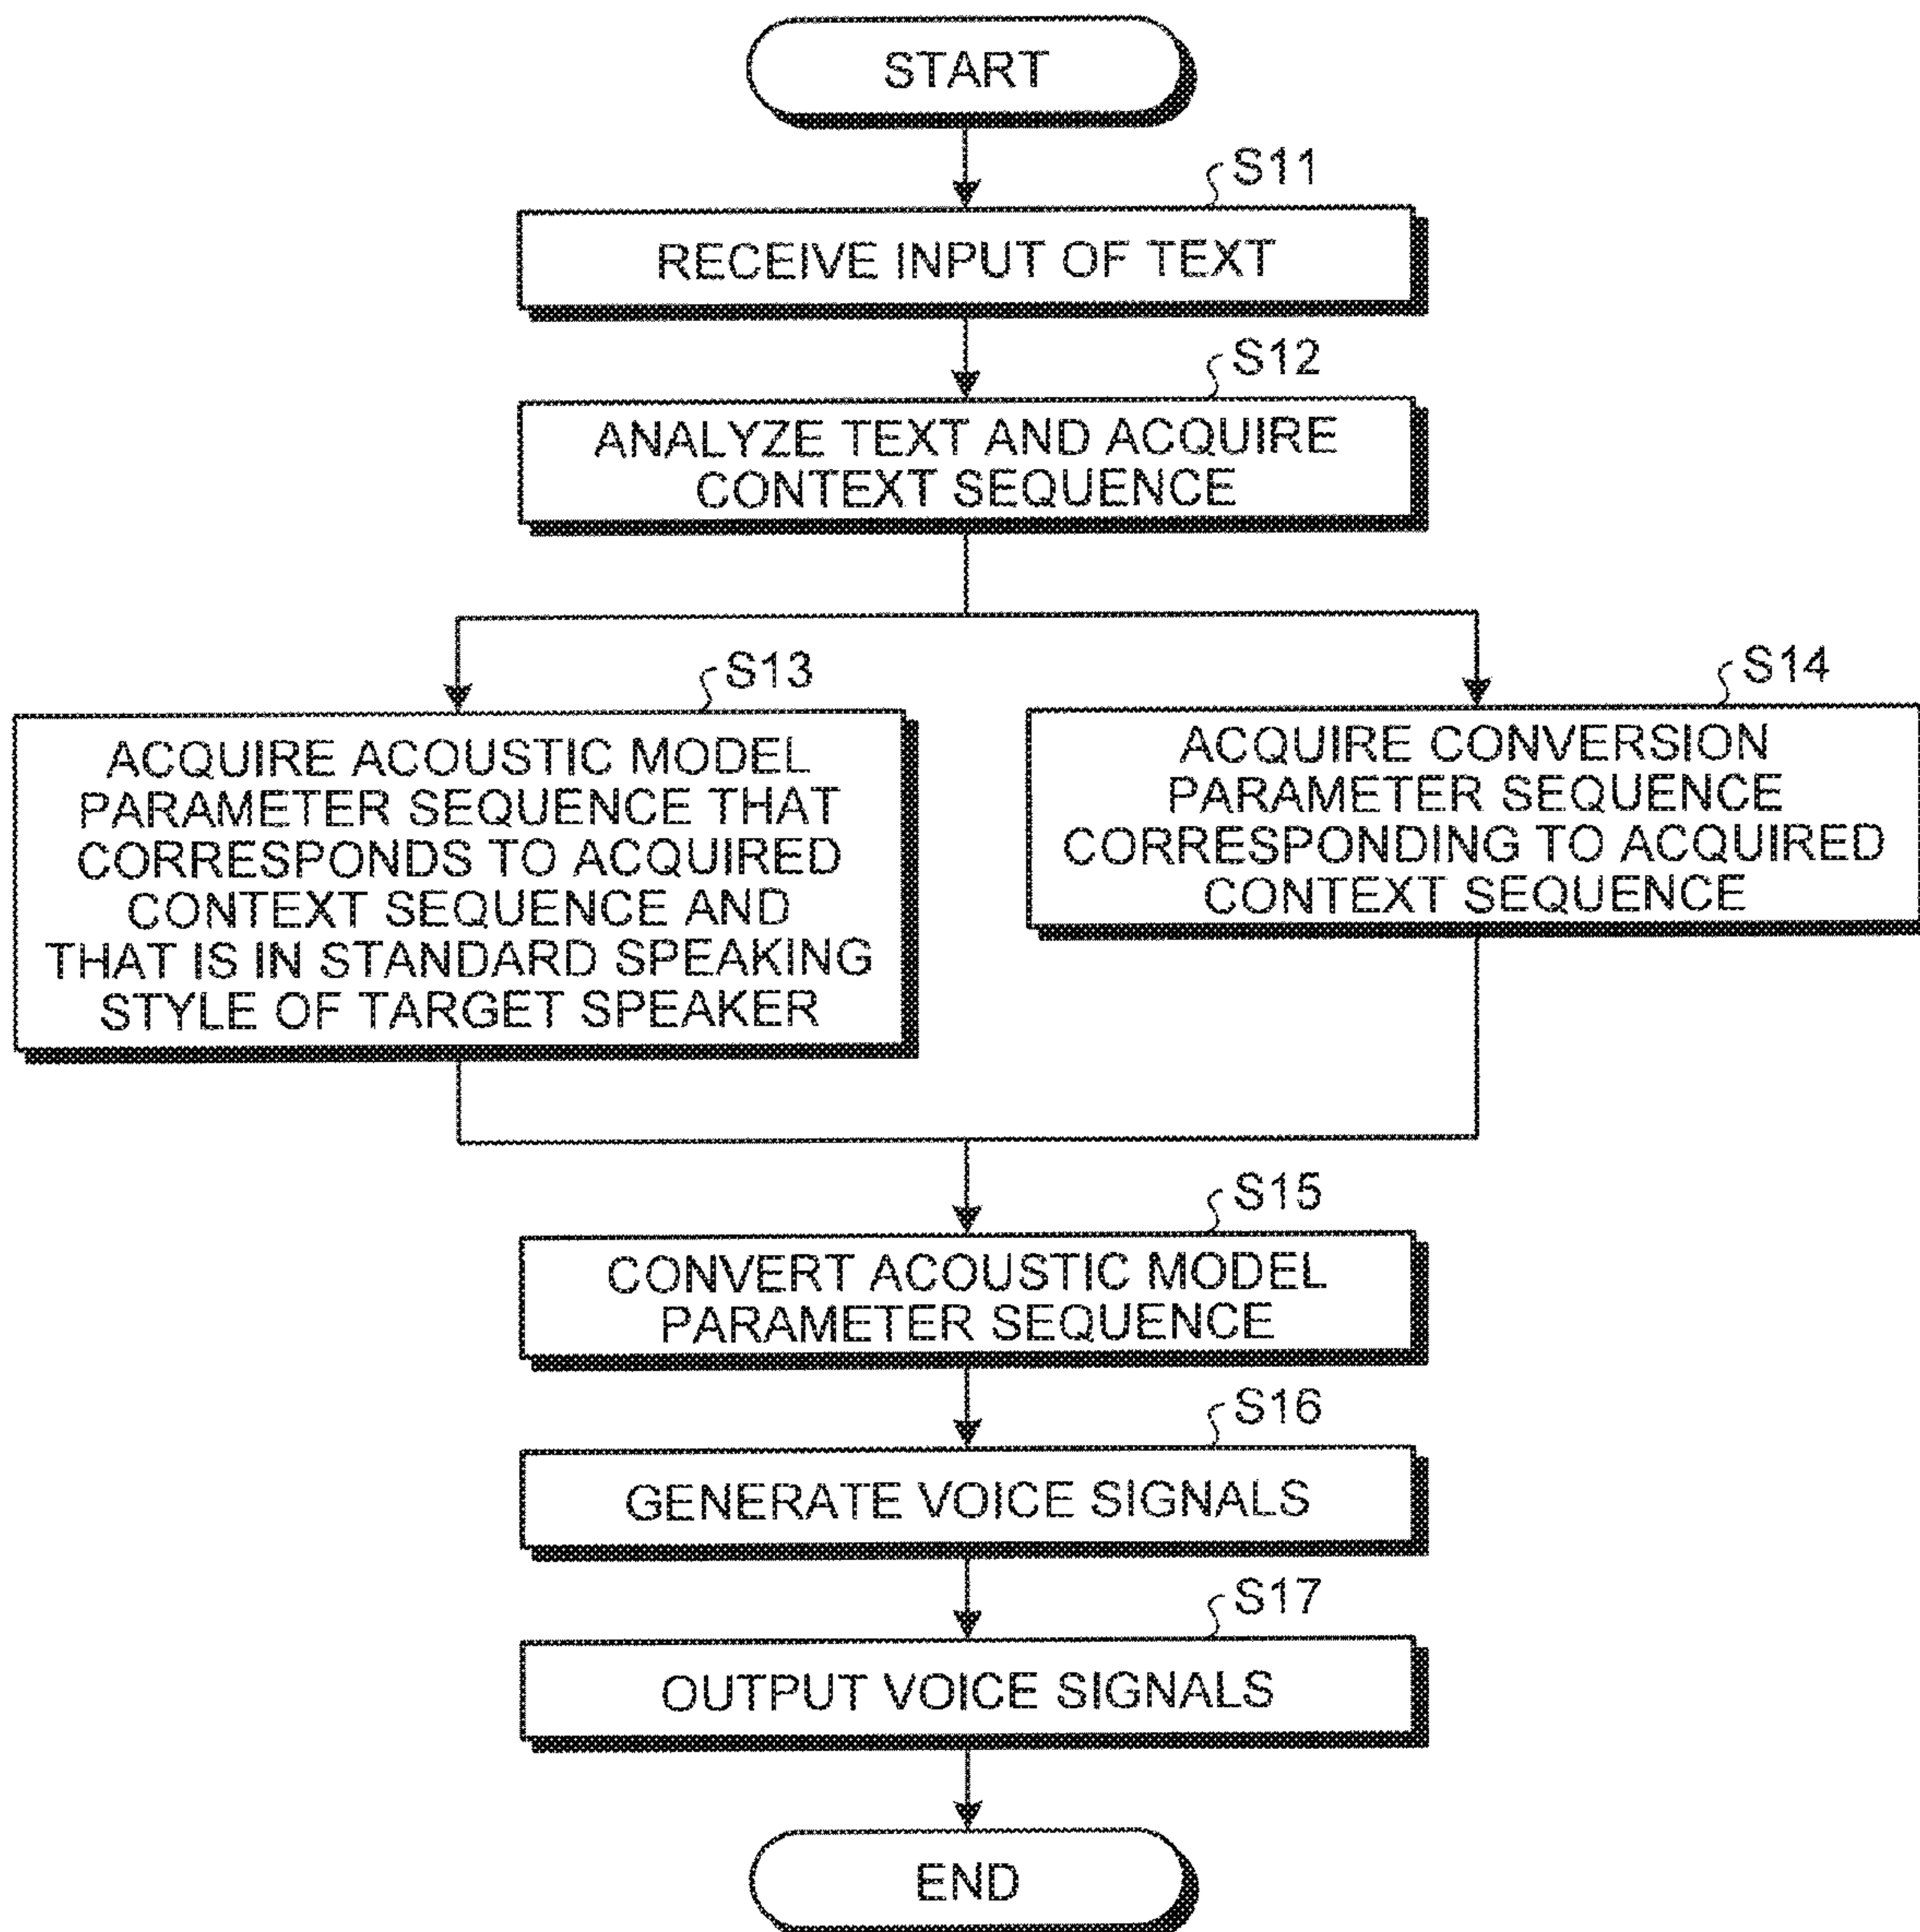 START
S11
RECEIVE INPUT OF TEXT
S12
ANALYZE TEXT AND ACQUIRE
CONTEXT SEQUENCE
S13
ACQUIRE ACOUSTIC MODEL
PARAMETER SEQUENCE THAT
CORRESPONDS TO ACQUIRED
CONTEXT SEQUENCE AND
THAT IS IN STANDARD SPEAKING
STYLE OF TARGET SPEAKER
S14
ACQUIRE CONVERSION
PARAMETER SEQUENCE
CORRESPONDING TO ACQUIRED
CONTEXT SEQUENCE
S15
CONVERT ACOUSTIC MODEL
PARAMETER SEQUENCE
S16
GENERATE VOICE SIGNALS
S17
OUTPUT VOICE SIGNALS
END